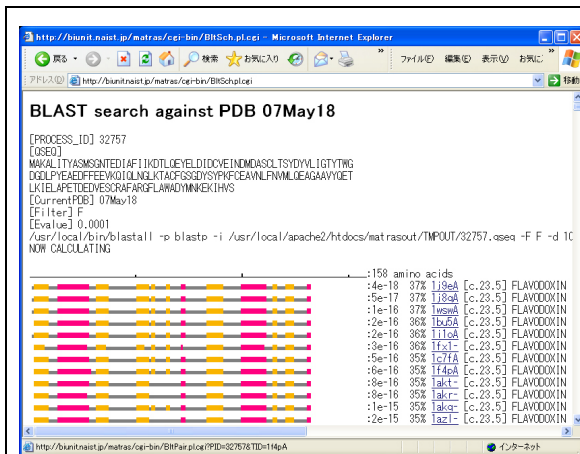 http://biunit.naist.jp/matras/cgi-bin/BltSch.pl.cgi - Microsoft Internet Explorer
戻る 検索 お気に入り ファイル(F) 編集(E) 表示(V) お気に »
アドレス(D) http://biunit.naist.jp/matras/cgi-bin/BltSch.pl.cgi 移動
BLAST search against PDB 07May18
[PROCESS_ID] 32757
[QSEQ]
MAKALITYASMSGNTEDIAFIIKDTLQEYELDIDCVEINDMDASCLTSYDYVLIGTYTWG
DGDLPYEAEDFFEEVKQIQLNGLKTACFGSGDYSYPKFCEAVNLFNVMLQEAGAAVYQET
LKIELAPETDEDVESCRAFARGFLAWADYMNKEKIHVS
[CurrentPDB] 07May18
[Filter] F
[Evalue] 0.0001
/usr/local/bin/blastall -p blastp -i /usr/local/apache2/htdocs/matrasout/TMPOUT/32757.qseq -F F -d 10
NOW CALCULATING
:158 amino acids
:4e-18 37% 1j9eA [c.23.5] FLAVODOXIN
:5e-17 37% 1j8qA [c.23.5] FLAVODOXIN
:1e-16 37% 1wswA [c.23.5] FLAVODOXIN
:2e-16 36% 1bu5A [c.23.5] FLAVODOXIN
:2e-16 36% 1i1oA [c.23.5] FLAVODOXIN
:3e-16 36% 1fx1- [c.23.5] FLAVODOXIN
:5e-16 35% 1c7fA [c.23.5] FLAVODOXIN
:6e-16 35% 1f4pA [c.23.5] FLAVODOXIN
:8e-16 35% 1akt- [c.23.5] FLAVODOXIN
:8e-16 35% 1akr- [c.23.5] FLAVODOXIN
:1e-15 35% 1akq- [c.23.5] FLAVODOXIN
:2e-15 35% 1azl- [c.23.5] FLAVODOXIN
http://biunit.naist.jp/matras/cgi-bin/BltPair.pl.cgi?PID=32757&TID=1f4pA インターネット